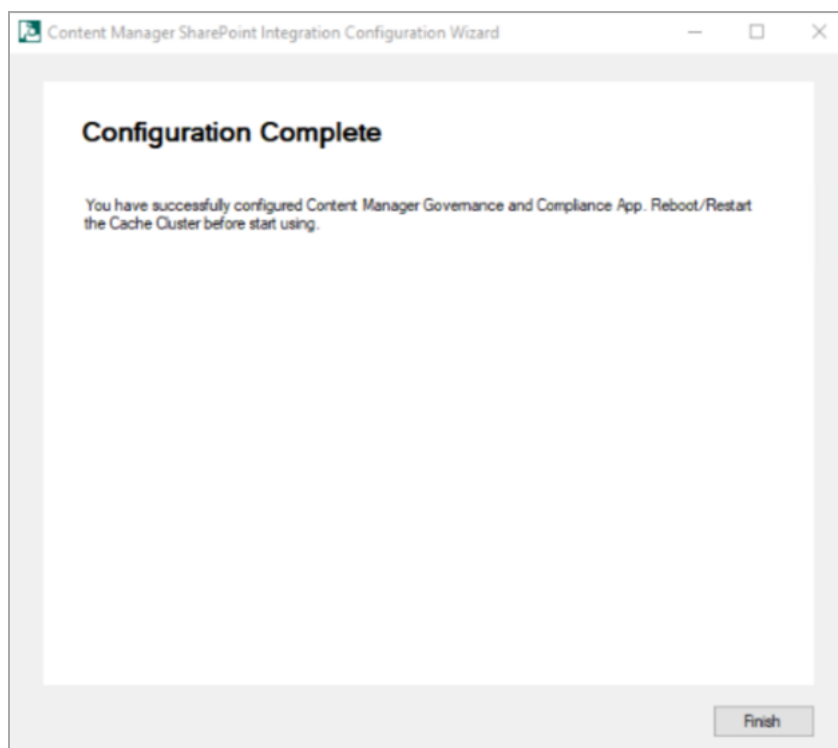 Content Manager SharePoint Integration Configuration Wizard
Configuration Complete
You have successfully configured Content Manager Governance and Compliance App. Reboot/Restart
the Cache Cluster before start using.
Finish